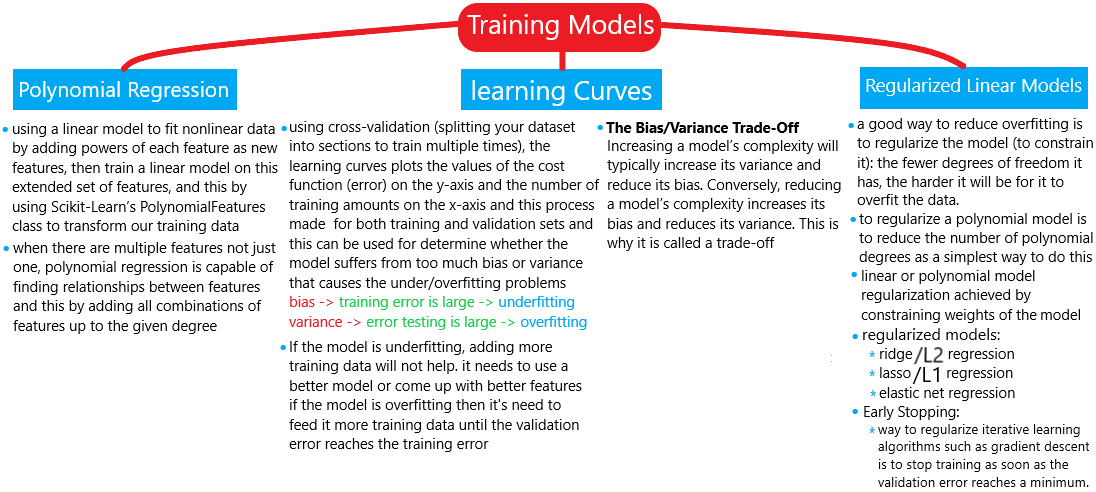 Training Models
Polynomial Regression
• using a linear model to fit nonlinear data
by adding powers of each feature as new
features, then train a linear model on this
extended set of features, and this by
using Scikit-Learn’s PolynomialFeatures
class to transform our training data
• when there are multiple features not just
one, polynomial regression is capable of
finding relationships between features
and this by adding all combinations of
features up to the given degree
learning Curves
• using cross-validation (splitting your dataset
into sections to train multiple times), the
learning curves plots the values of the cost
function (error) on the y-axis and the number of
training amounts on the x-axis and this process
made for both training and validation sets and
this can be used for determine whether the
model suffers from too much bias or variance
that causes the under/overfitting problems
bias -> training error is large -> underfitting
variance -> error testing is large -> overfitting
• If the model is underfitting, adding more
training data will not help. it needs to use a
better model or come up with better features
if the model is overfitting then it's need to
feed it more training data until the validation
error reaches the training error
• The Bias/Variance Trade-Off
Increasing a model’s complexity will
typically increase its variance and
reduce its bias. Conversely, reducing
a model’s complexity increases its
bias and reduces its variance. This is
why it is called a trade-off
Regularized Linear Models
• a good way to reduce overfitting is
to regularize the model (to constrain
it): the fewer degrees of freedom it
has, the harder it will be for it to
overfit the data.
• to regularize a polynomial model is
to reduce the number of polynomial
degrees as a simplest way to do this
• linear or polynomial model
regularization achieved by
constraining weights of the model
• regularized models:
* ridge/L2 regression
* lasso/L1 regression
* elastic net regression
• Early Stopping:
* way to regularize iterative learning
algorithms such as gradient descent
is to stop training as soon as the
validation error reaches a minimum.